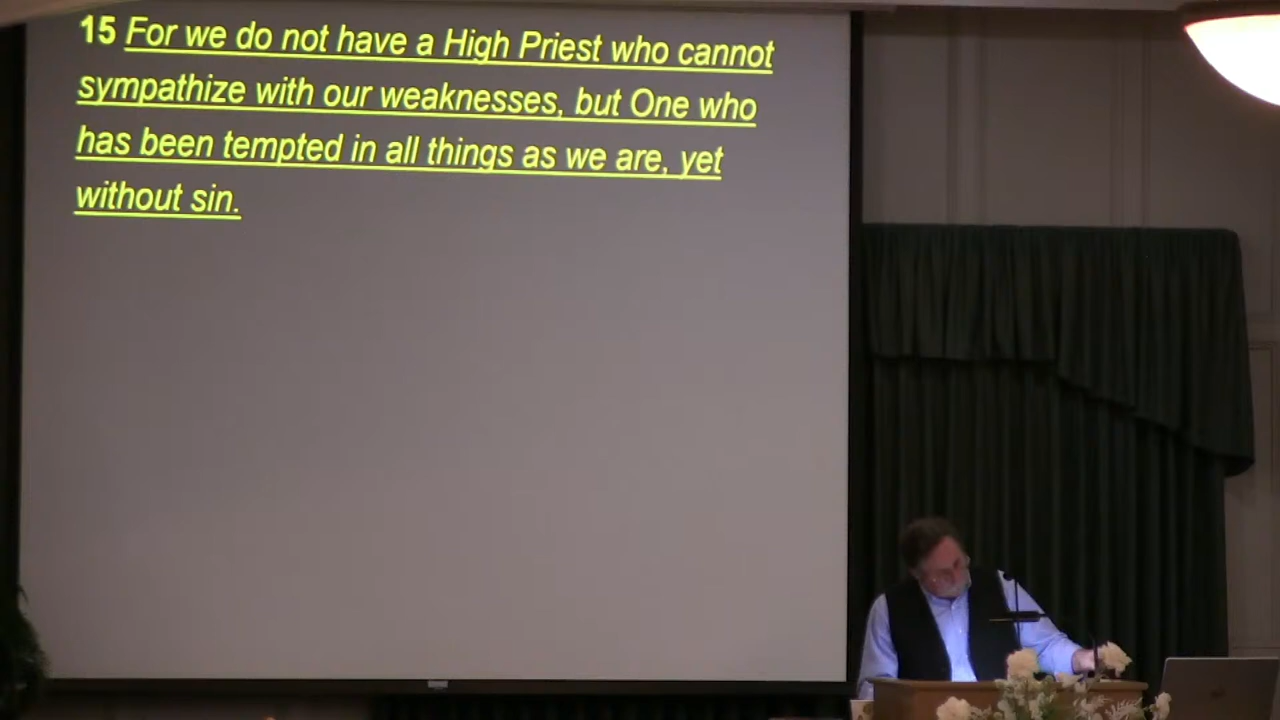 15 For we do not have a High Priest who cannot
sympathize with our weaknesses, but One who
has been tempted in all things as we are, yet
without sin.